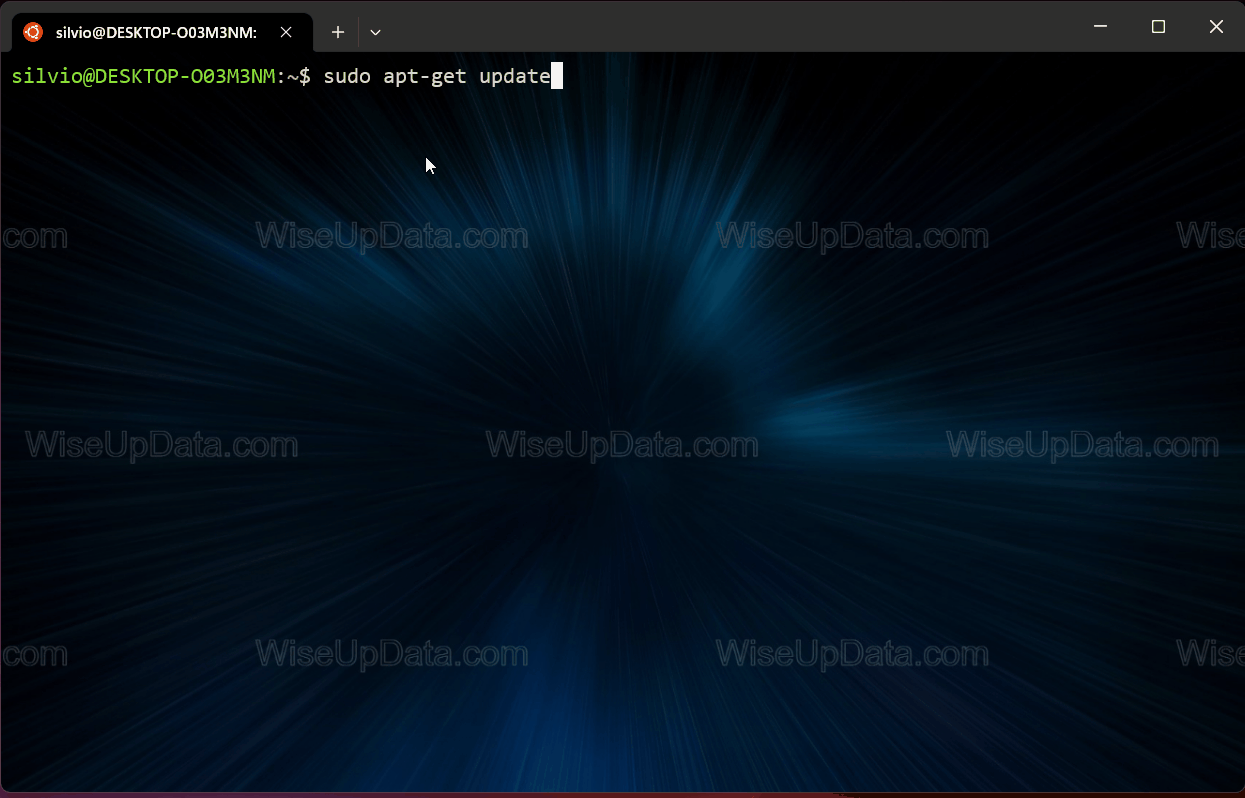 silvio@DESKTOP-O03M3NM:
silvio@DESKTOP-O03M3NM:~$ sudo apt-get update
com WiseUpData.com WiseUpData.com Wise
WiseUpData.com WiseUpData.com WiseUpData.com
com WiseUpData.com WiseUpData.com Wise